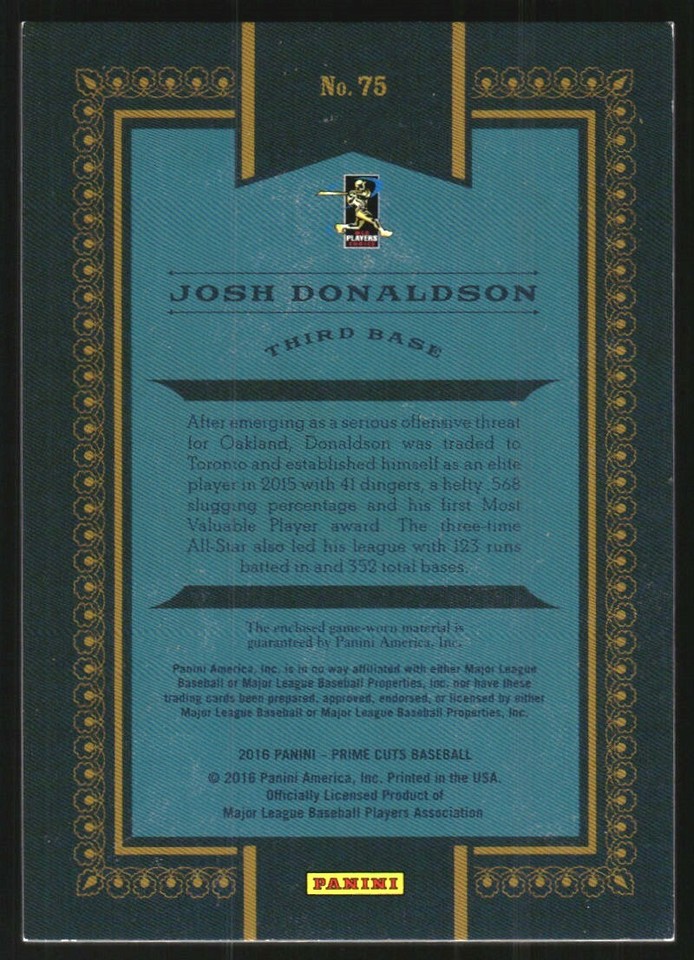 No. 75
MLB
PLAYERS
CHOICE
JOSH DONALDSON
THIRD BASE
After emerging as a serious offensive threat
for Oakland, Donaldson was traded to
Toronto and established himself as an elite
player in 2015 with 41 dingers, a hefty .568
slugging percentage and his first Most
Valuable Player award. The three-time
All-Star also led his league with 123 runs
batted in and 352 total bases.
The enclosed game-worn material is
guaranteed by Panini America, Inc.
Panini America, Inc. is in no way affiliated with either Major League
Baseball or Major League Baseball Properties, Inc. nor have these
trading cards been prepared, approved, endorsed, or licensed by either
Major League Baseball or Major League Baseball Properties, Inc.
2016 PANINI – PRIME CUTS BASEBALL
© 2016 Panini America, Inc. Printed in the USA.
Officially Licensed Product of
Major League Baseball Players Association
PANINI